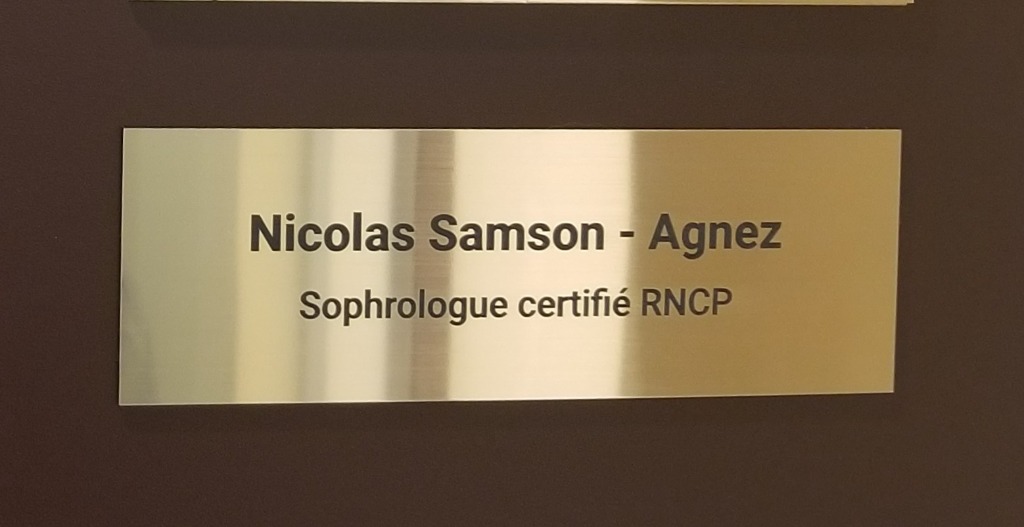 Nicolas Samson - Agnez
Sophrologue certifié RNCP